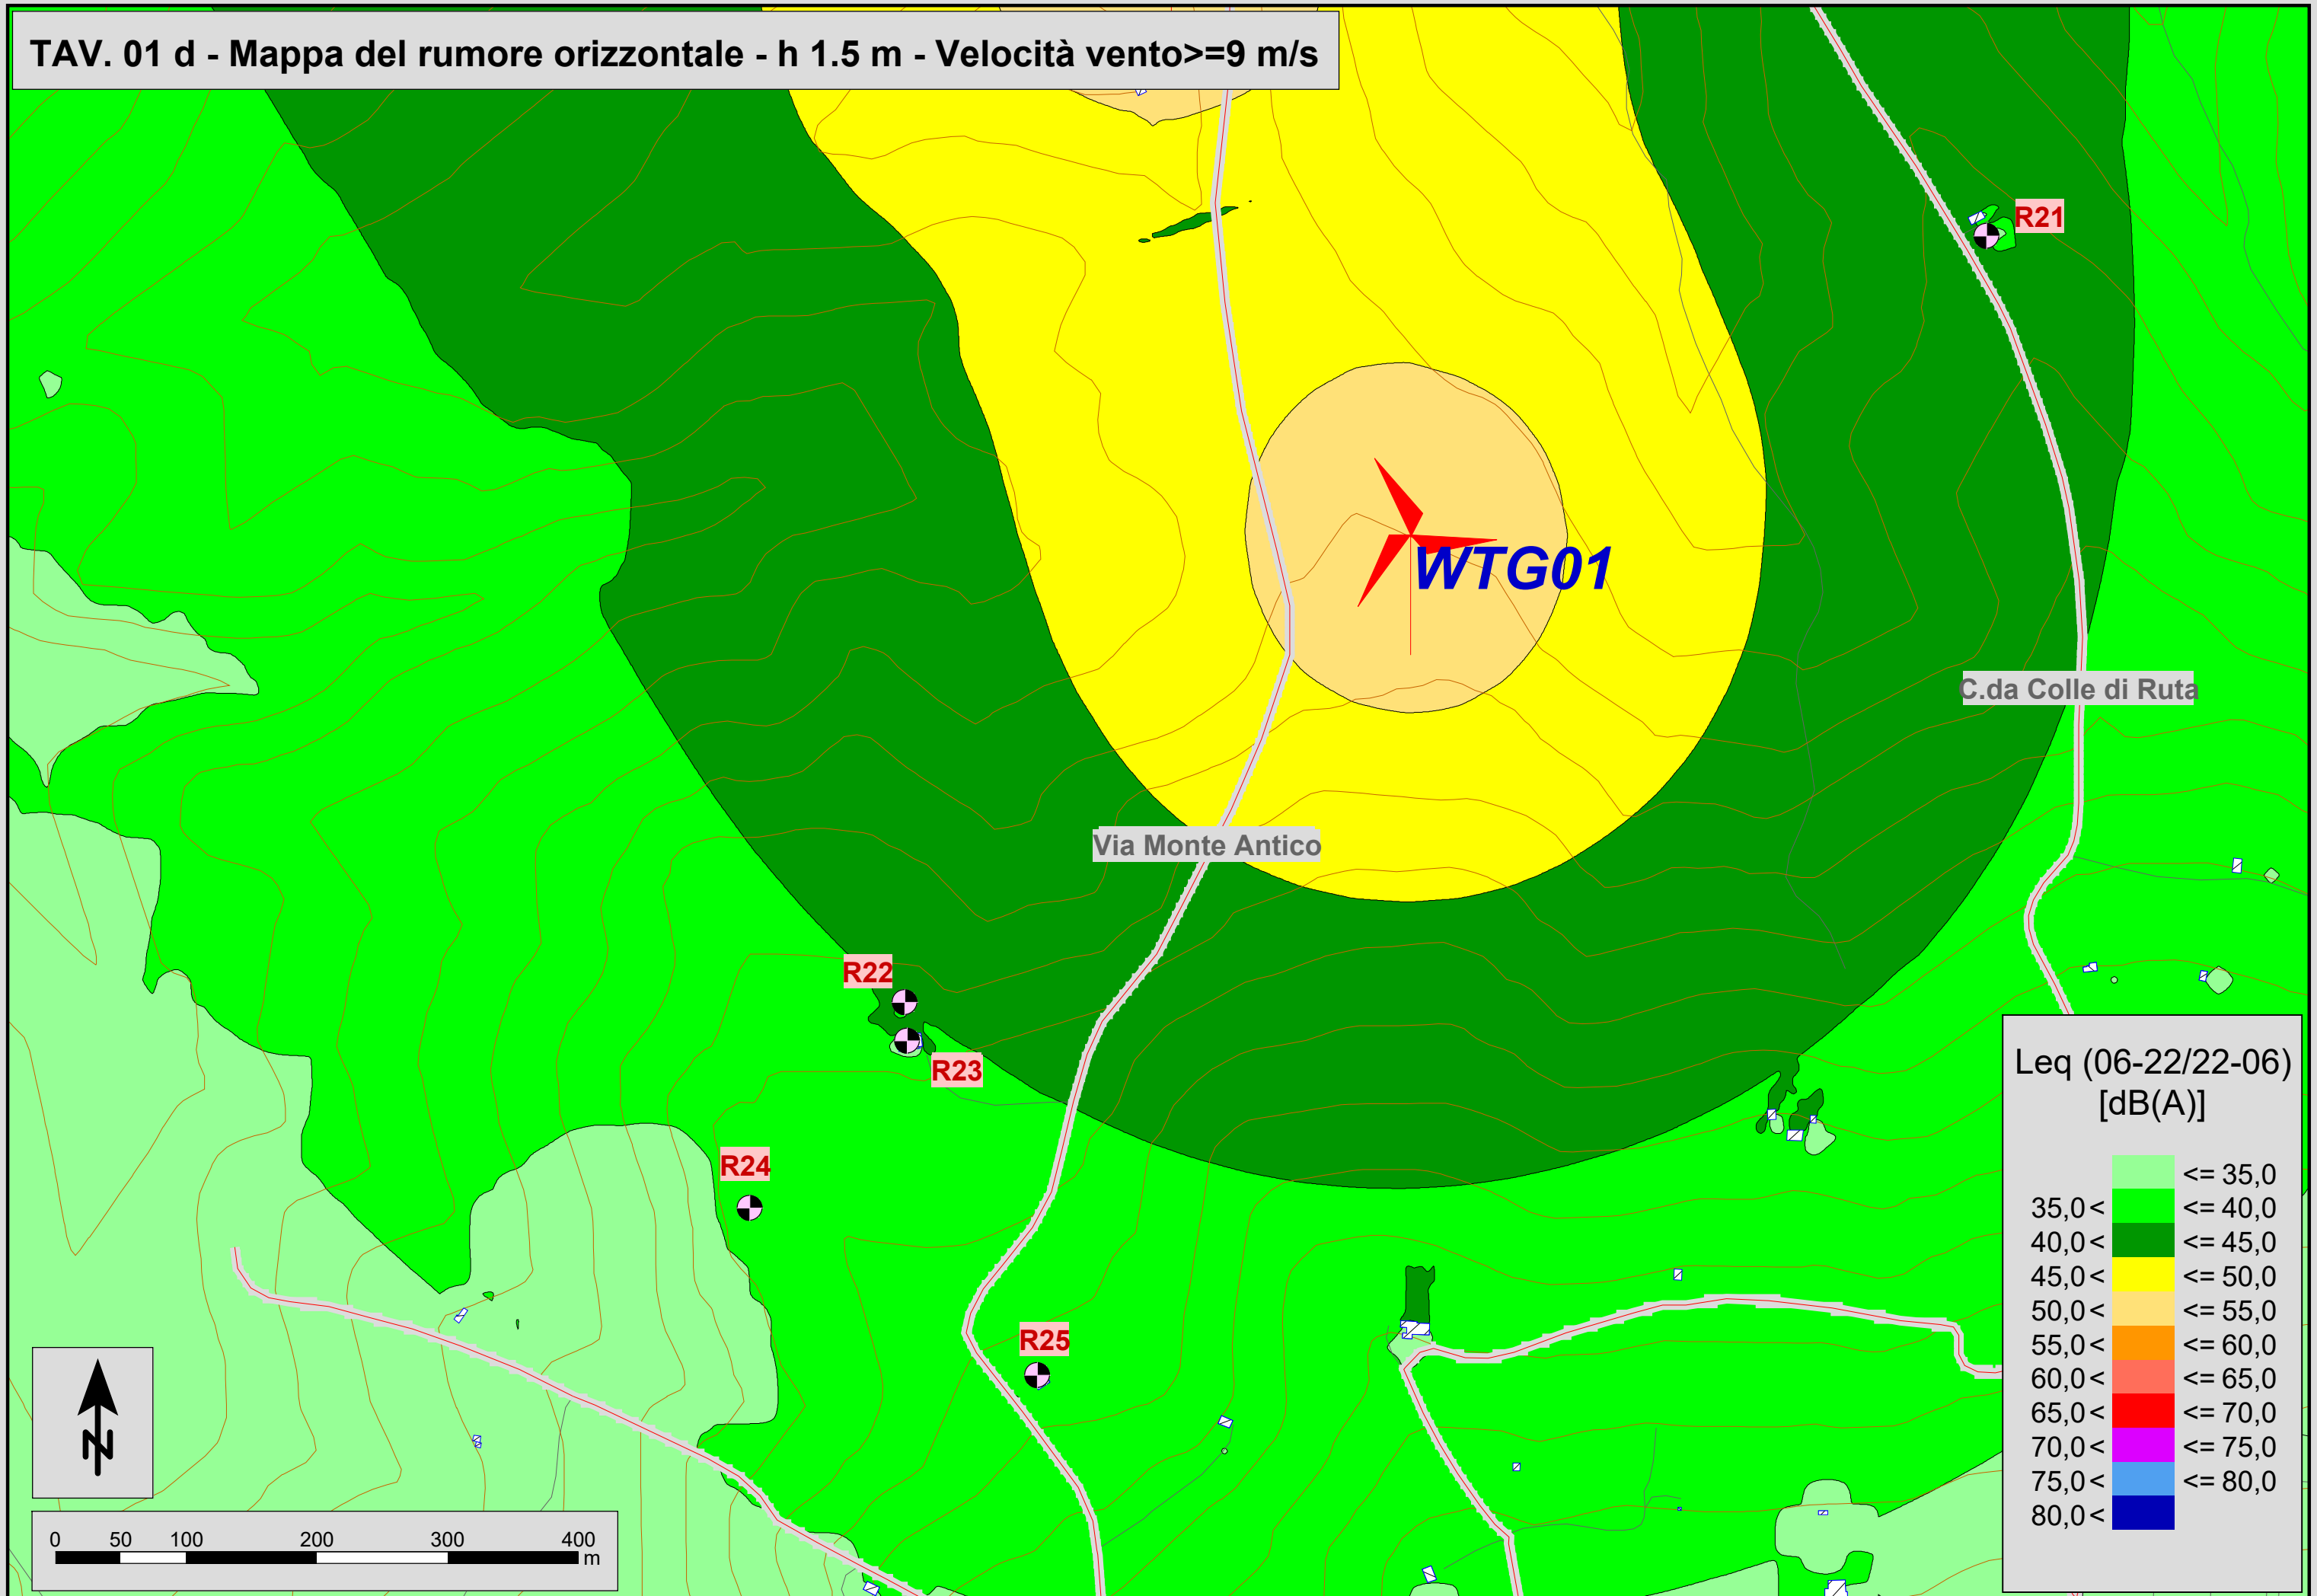 TAV. 01 d - Mappa del rumore orizzontale - h 1.5 m - Velocità vento>=9 m/s
R21
WTG01
C.da Colle di Ruta
Via Monte Antico
R22
R23
R24
R25
Leq (06-22/22-06)
[dB(A)]
<= 35,0
35,0 < <= 40,0
40,0 < <= 45,0
45,0 < <= 50,0
50,0 < <= 55,0
55,0 < <= 60,0
60,0 < <= 65,0
65,0 < <= 70,0
70,0 < <= 75,0
75,0 < <= 80,0
80,0 <
N
0 50 100 200 300 400
m